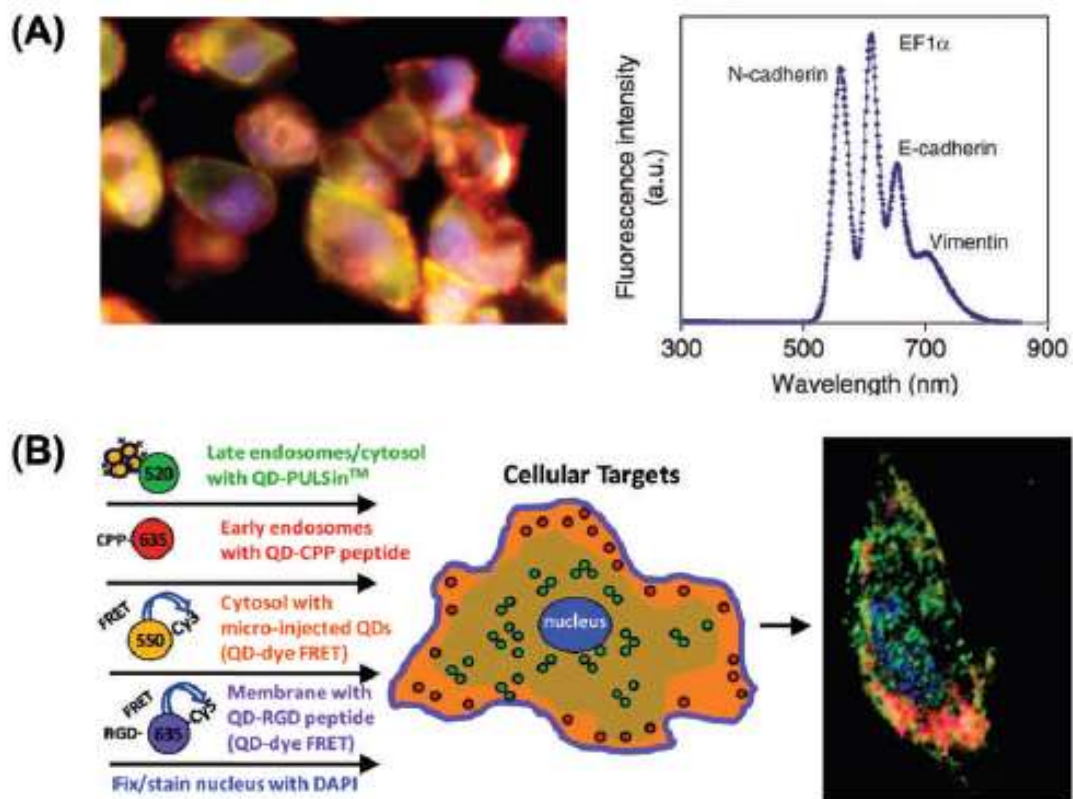 (A)
Fluorescence intensity
(a.u.)
N-cadherin
EF1α
E-cadherin
Vimentin
300
500
700
900
Wavelength (nm)
(B)
520
Late endosomes/cytosol
with QD-PULSin™
CPP-
635
Early endosomes
with QD-CPP peptide
FRET
Cy3
550
Cytosol with
micro-injected QDs
(QD-dye FRET)
FRET
Cy5
RGD-
635
Membrane with
QD-RGD peptide
(QD-dye FRET)
Fix/stain nucleus with DAPI
Cellular Targets
nucleus